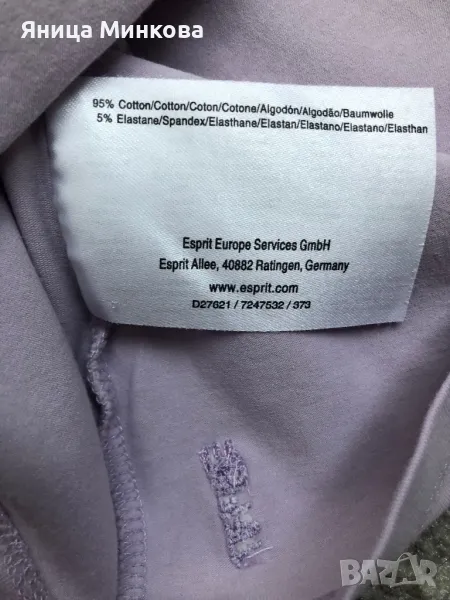 Яница Минкова
95% Cotton/Cotton/Coton/Cotone/Algodón/Algodão/Baumwolle
5% Elastane/Spandex/Elasthane/Elastan/Elastano/Elastano/Elasthan
Esprit Europe Services GmbH
Esprit Allee, 40882 Ratingen, Germany
www.esprit.com
D27621 / 7247532 / 373
BAZAR